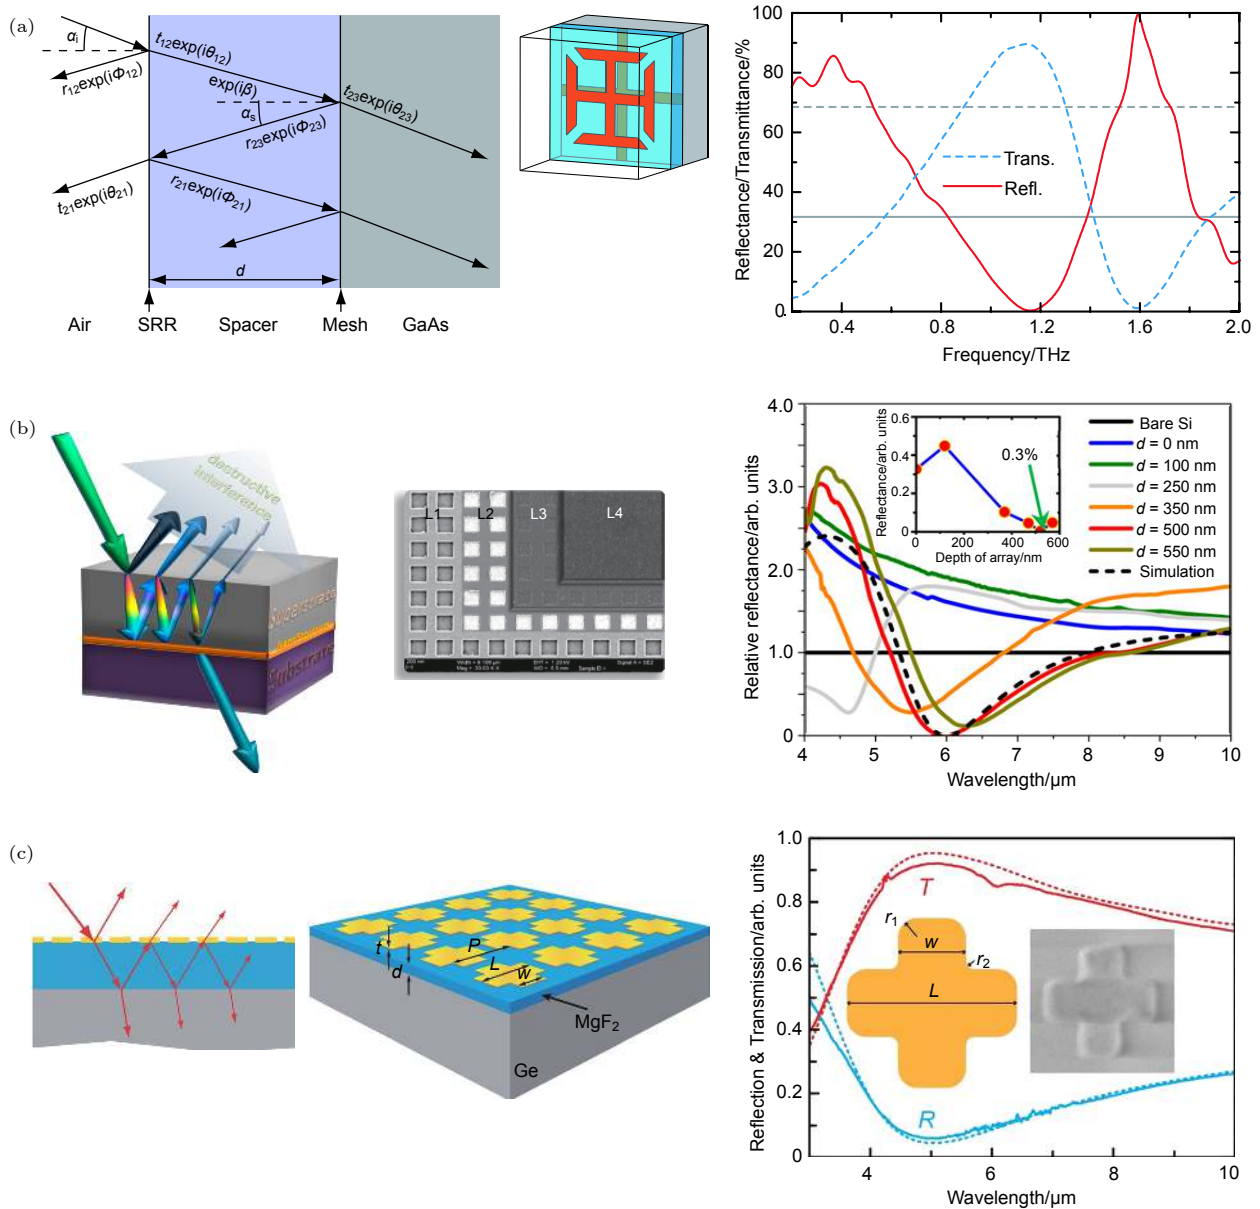 (a)
αi
t12exp(iθ12)
r12exp(iΦ12)
exp(iβ)
αs
t23exp(iθ23)
r23exp(iΦ23)
t21exp(iθ21)
r21exp(iΦ21)
d
Air
SRR
Spacer
Mesh
GaAs
Reflectance/Transmittance/%
100
80
60
40
20
0
Trans.
Refl.
0.4
0.8
1.2
1.6
2.0
Frequency/THz
(b)
destructive
interference
Superstrate
Substrate
L1
L2
L3
L4
200 nm
Relative reflectance/arb. units
4.0
3.0
2.0
1.0
0
Reflectance/arb. units
0.6
0.4
0.2
0
0.3%
0
200
400
600
Depth of array/nm
Bare Si
d = 0 nm
d = 100 nm
d = 250 nm
d = 350 nm
d = 500 nm
d = 550 nm
Simulation
4
5
6
7
8
9
10
Wavelength/μm
(c)
t
d
P
L
w
MgF2
Ge
Reflection & Transmission/arb. units
1.0
0.8
0.6
0.4
0.2
0
T
r1
w
r2
L
R
4
6
8
10
Wavelength/μm